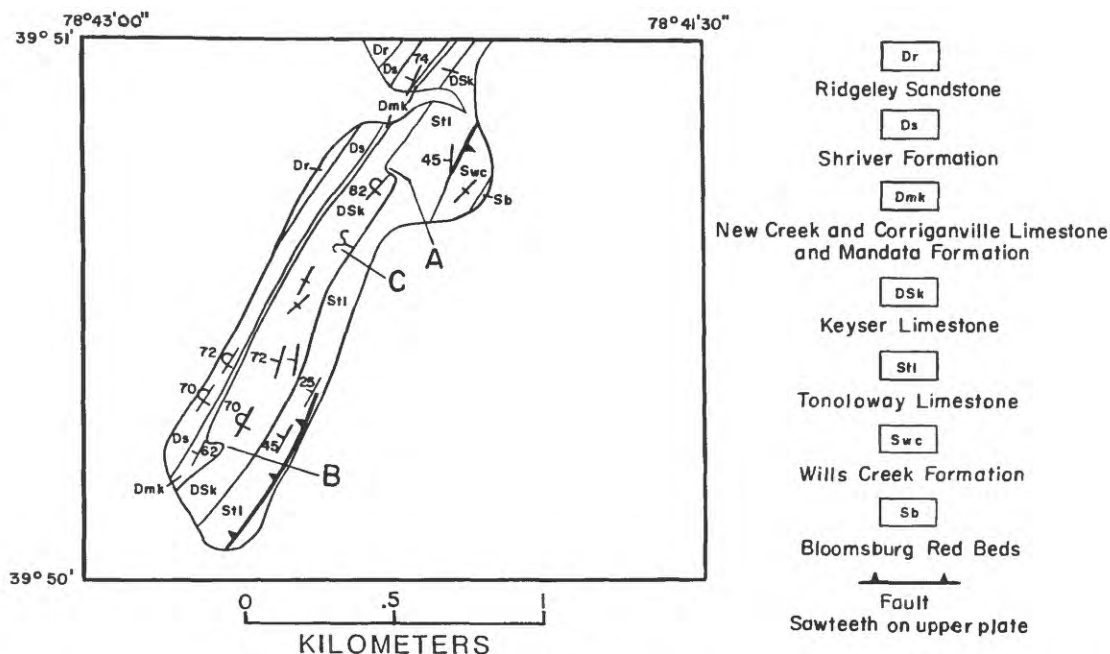 78°43'00"
78°41'30"
39°51'
Dr
Ds
74
DSk
Dmk
Stl
Ds
Dr
45
Swc
Sb
82
DSk
A
C
Stl
72
72
25
70
70
45
Ds
62
B
Dmk
DSk
Stl
39°50'
0 .5 1
KILOMETERS
Dr
Ridgeley Sandstone
Ds
Shriver Formation
Dmk
New Creek and Corriganville Limestone
and Mandata Formation
DSk
Keyser Limestone
Stl
Tonoloway Limestone
Swc
Wills Creek Formation
Sb
Bloomsburg Red Beds
Fault
Sawteeth on upper plate